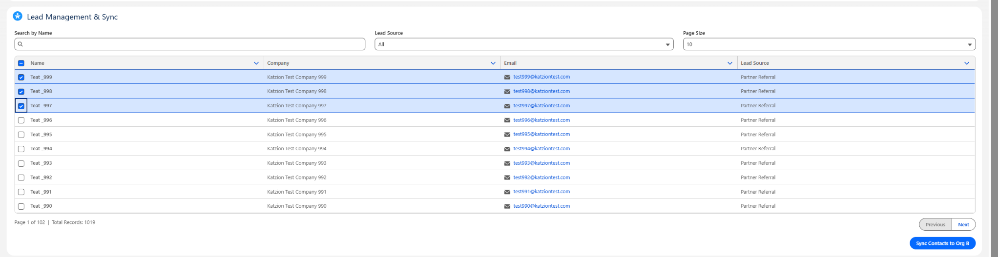 Lead Management & Sync
Search by Name Lead Source Page Size
All 10
Name Company Email Lead Source
Teat _999 Katzion Test Company 999 test999@katziontest.com Partner Referral
Teat _998 Katzion Test Company 998 test998@katziontest.com Partner Referral
Teat _997 Katzion Test Company 997 test997@katziontest.com Partner Referral
Teat _996 Katzion Test Company 996 test996@katziontest.com Partner Referral
Teat _995 Katzion Test Company 995 test995@katziontest.com Partner Referral
Teat _994 Katzion Test Company 994 test994@katziontest.com Partner Referral
Teat _993 Katzion Test Company 993 test993@katziontest.com Partner Referral
Teat _992 Katzion Test Company 992 test992@katziontest.com Partner Referral
Teat _991 Katzion Test Company 991 test991@katziontest.com Partner Referral
Teat _990 Katzion Test Company 990 test990@katziontest.com Partner Referral
Page 1 of 102 | Total Records: 1019
Previous Next
Sync Contacts to Org B